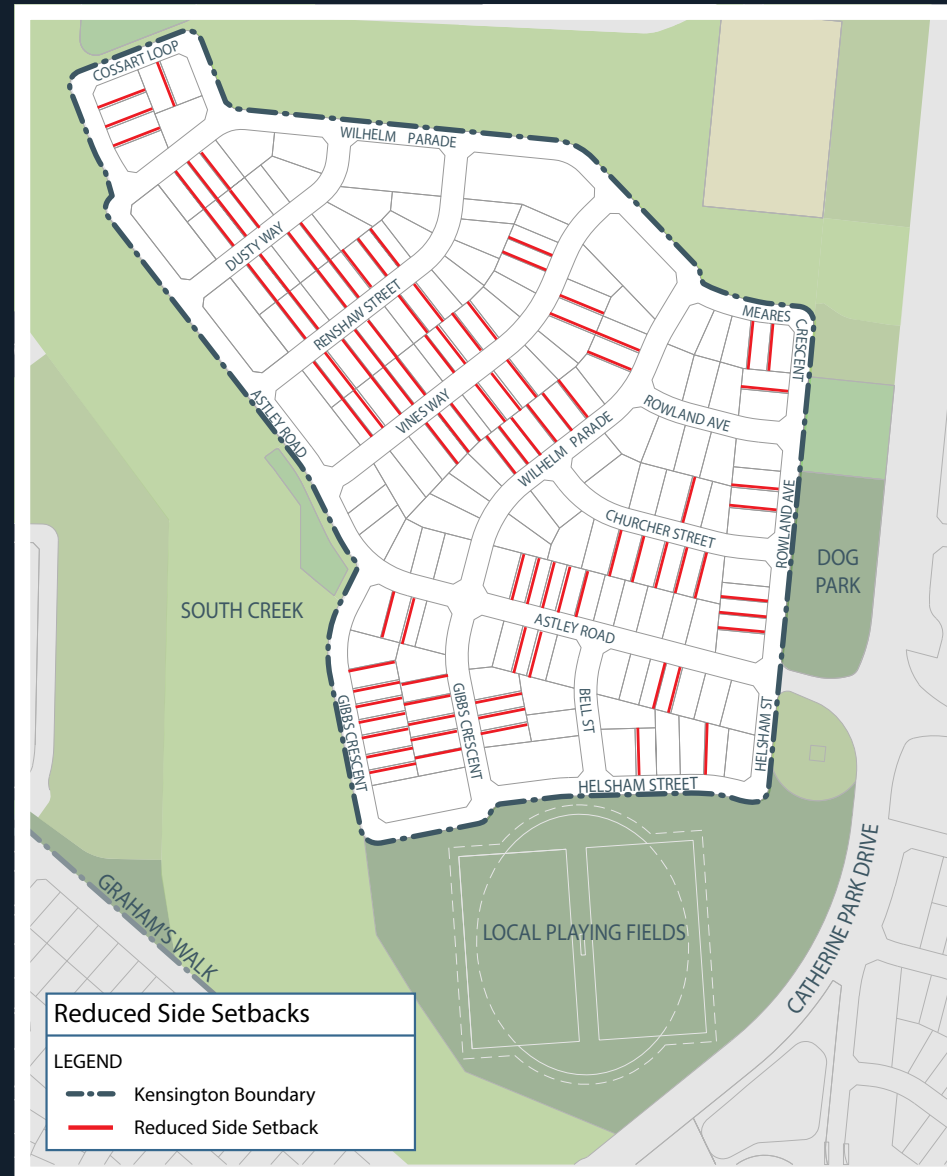 COSSART LOOP
WILHELM PARADE
DUSTY WAY
RENSHAW STREET
MEARES
CRESCENT
ASTLEY ROAD
VINES WAY
ROWLAND AVE
WILHELM PARADE
ROWLAND AVE
CHURCHER STREET
DOG
PARK
SOUTH CREEK
ASTLEY ROAD
GIBBS CRESCENT
GIBBS CRESCENT
BELL ST
HELSHAM ST
HELSHAM STREET
GRAHAM'S WALK
LOCAL PLAYING FIELDS
CATHERINE PARK DRIVE
Reduced Side Setbacks
LEGEND
Kensington Boundary
Reduced Side Setback